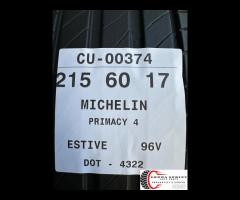 CU-00374
215 60 17
MICHELIN
PRIMACY 4
ESTIVE 96V
DOT - 4322